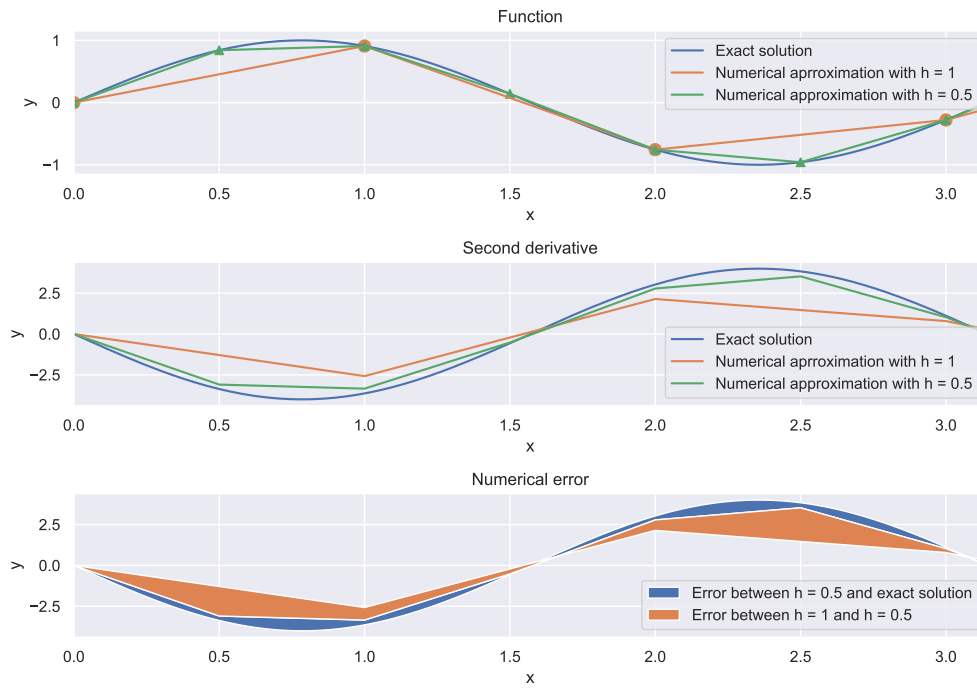 Function
y
1
0
−1
Exact solution
Numerical aprroximation with h = 1
Numerical approximation with h = 0.5
0.0 0.5 1.0 1.5 2.0 2.5 3.0
x
Second derivative
y
2.5
0.0
−2.5
Exact solution
Numerical aprroximation with h = 1
Numerical approximation with h = 0.5
0.0 0.5 1.0 1.5 2.0 2.5 3.0
x
Numerical error
y
2.5
0.0
−2.5
Error between h = 0.5 and exact solution
Error between h = 1 and h = 0.5
0.0 0.5 1.0 1.5 2.0 2.5 3.0
x